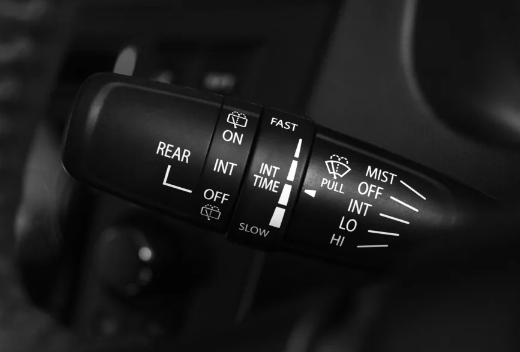 REAR
ON
INT
OFF
FAST
INT
TIME
SLOW
PULL
MIST
OFF
INT
LO
HI